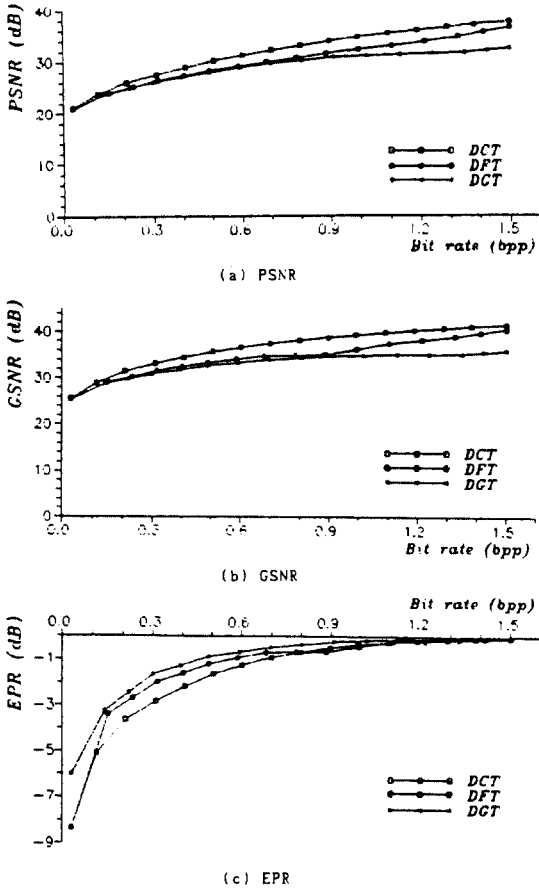 40
30
20
10
0
PSNR (dB)
DCT
DFT
DGT
0.0 0.3 0.6 0.9 1.2 1.5
Bit rate (bpp)
(a) PSNR
40
30
20
10
0
GSNR (dB)
DCT
DFT
DGT
0.0 0.3 0.6 0.9 1.2 1.5
Bit rate (bpp)
(b) GSNR
Bit rate (bpp)
0.0 0.3 0.6 0.9 1.2 1.5
-1
-3
-5
-7
-9
EPR (dB)
DCT
DFT
DGT
(c) EPR